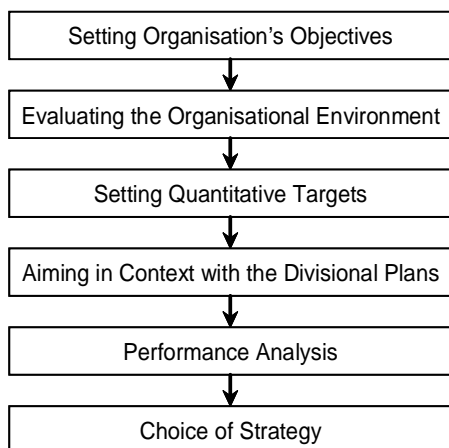 Setting Organisation’s Objectives
Evaluating the Organisational Environment
Setting Quantitative Targets
Aiming in Context with the Divisional Plans
Performance Analysis
Choice of Strategy